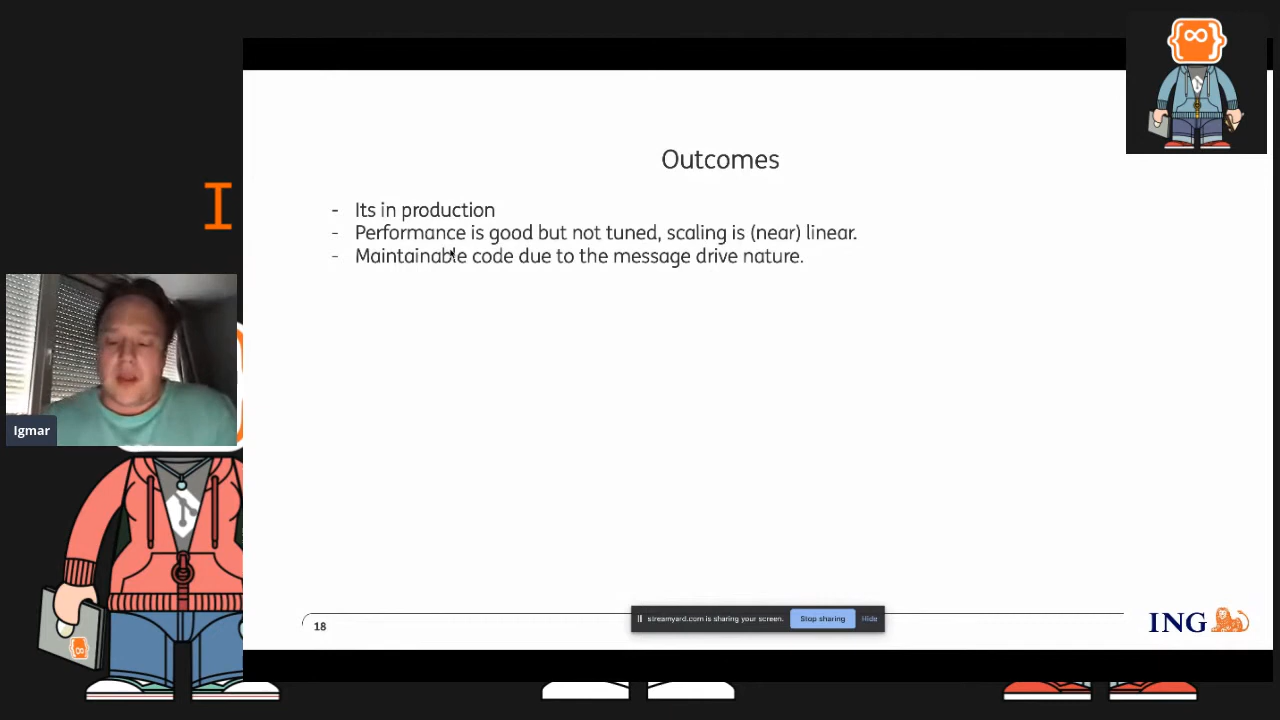 Outcomes
- Its in production
- Performance is good but not tuned, scaling is (near) linear.
- Maintainable code due to the message drive nature.
I
Igmar
18
streamyard.com is sharing your screen.
Stop sharing
Hide
ING